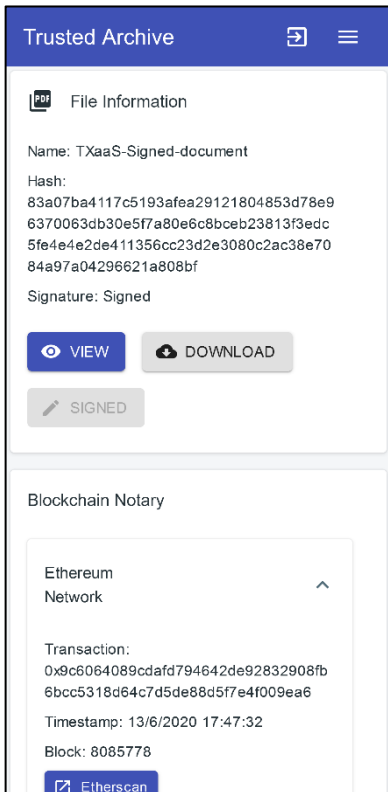 Trusted Archive
PDF
File Information
Name: TXaaS-Signed-document
Hash:
83a07ba4117c5193afea29121804853d78e9
6370063db30e5f7a80e6c8bceb23813f3edc
5fe4e4e2de411356cc23d2e3080c2ac38e70
84a97a04296621a808bf
Signature: Signed
VIEW
DOWNLOAD
SIGNED
Blockchain Notary
Ethereum
Network
Transaction:
0x9c6064089cdafd794642de92832908fb
6bcc5318d64c7d5de88d5f7e4f009ea6
Timestamp: 13/6/2020 17:47:32
Block: 8085778
Etherscan